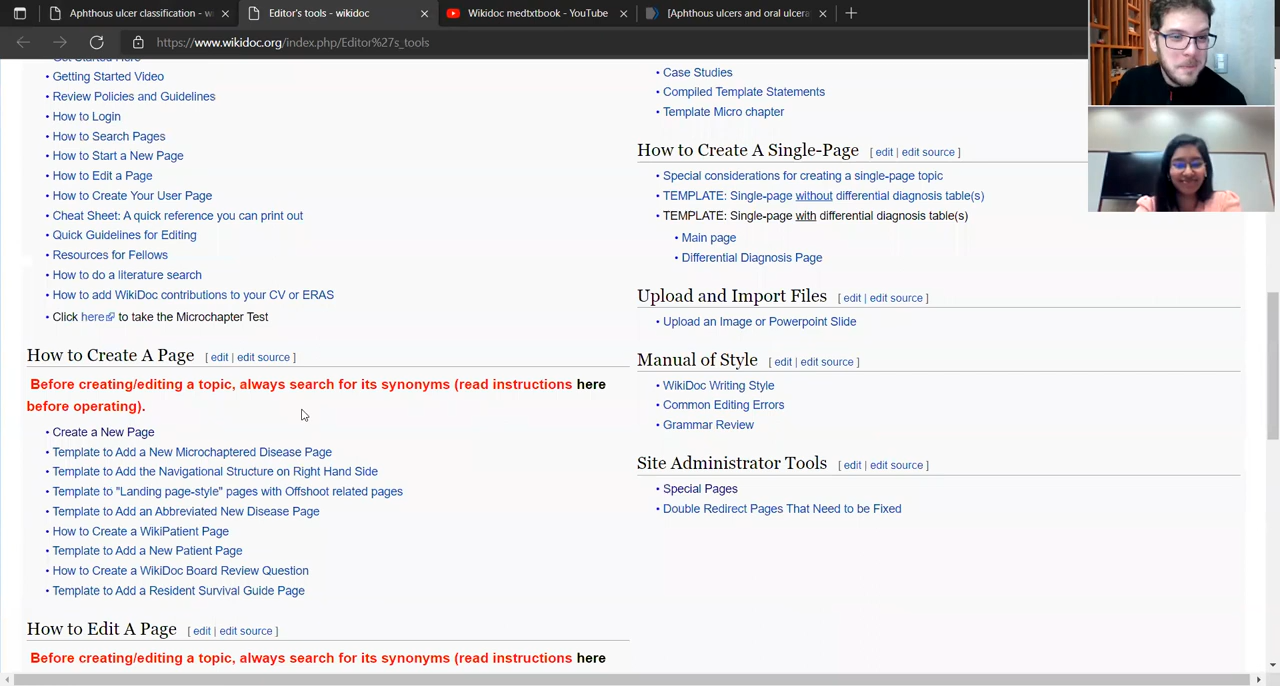 Aphthous ulcer classification - w
Editor's tools - wikidoc
Wikidoc medtxtbook - YouTube
[Aphthous ulcers and oral ulcera
https://www.wikidoc.org/index.php/Editor%27s_tools
Get Started Here
Getting Started Video
Review Policies and Guidelines
How to Login
How to Search Pages
How to Start a New Page
How to Edit a Page
How to Create Your User Page
Cheat Sheet: A quick reference you can print out
Quick Guidelines for Editing
Resources for Fellows
How to do a literature search
How to add WikiDoc contributions to your CV or ERAS
Click here to take the Microchapter Test
How to Create A Page [ edit | edit source ]
Before creating/editing a topic, always search for its synonyms (read instructions here
before operating).
Create a New Page
Template to Add a New Microchaptered Disease Page
Template to Add the Navigational Structure on Right Hand Side
Template to "Landing page-style" pages with Offshoot related pages
Template to Add an Abbreviated New Disease Page
How to Create a WikiPatient Page
Template to Add a New Patient Page
How to Create a WikiDoc Board Review Question
Template to Add a Resident Survival Guide Page
How to Edit A Page [ edit | edit source ]
Before creating/editing a topic, always search for its synonyms (read instructions here
Case Studies
Compiled Template Statements
Template Micro chapter
How to Create A Single-Page [ edit | edit source ]
Special considerations for creating a single-page topic
TEMPLATE: Single-page without differential diagnosis table(s)
TEMPLATE: Single-page with differential diagnosis table(s)
Main page
Differential Diagnosis Page
Upload and Import Files [ edit | edit source ]
Upload an Image or Powerpoint Slide
Manual of Style [ edit | edit source ]
WikiDoc Writing Style
Common Editing Errors
Grammar Review
Site Administrator Tools [ edit | edit source ]
Special Pages
Double Redirect Pages That Need to be Fixed